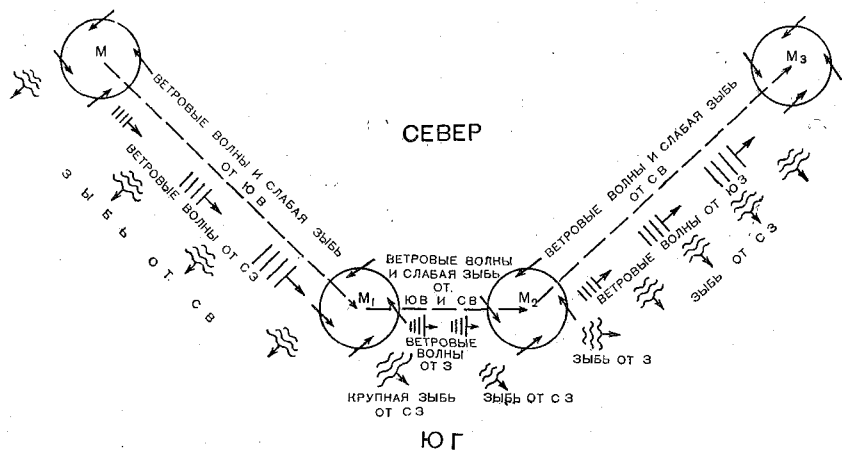 М
М₃
ВЕТРОВЫЕ ВОЛНЫ И СЛАБАЯ ЗЫБЬ
ОТ ЮВ
СЕВЕР
ВЕТРОВЫЕ ВОЛНЫ И СЛАБАЯ ЗЫБЬ
ОТ СВ
ВЕТРОВЫЕ ВОЛНЫ ОТ СЗ
ЗЫБЬ ОТ. СВ
ВЕТРОВЫЕ ВОЛНЫ
И СЛАБАЯ ЗЫБЬ
ОТ.
ЮВ И СВ
М₁
М₂
ВЕТРОВЫЕ
ВОЛНЫ
ОТ З
ВЕТРОВЫЕ ВОЛНЫ ОТ ЮЗ
ЗЫБЬ ОТ СЗ
ЗЫБЬ ОТ З
КРУПНАЯ ЗЫБЬ
ОТ СЗ
ЗЫБЬ ОТ СЗ
ЮГ